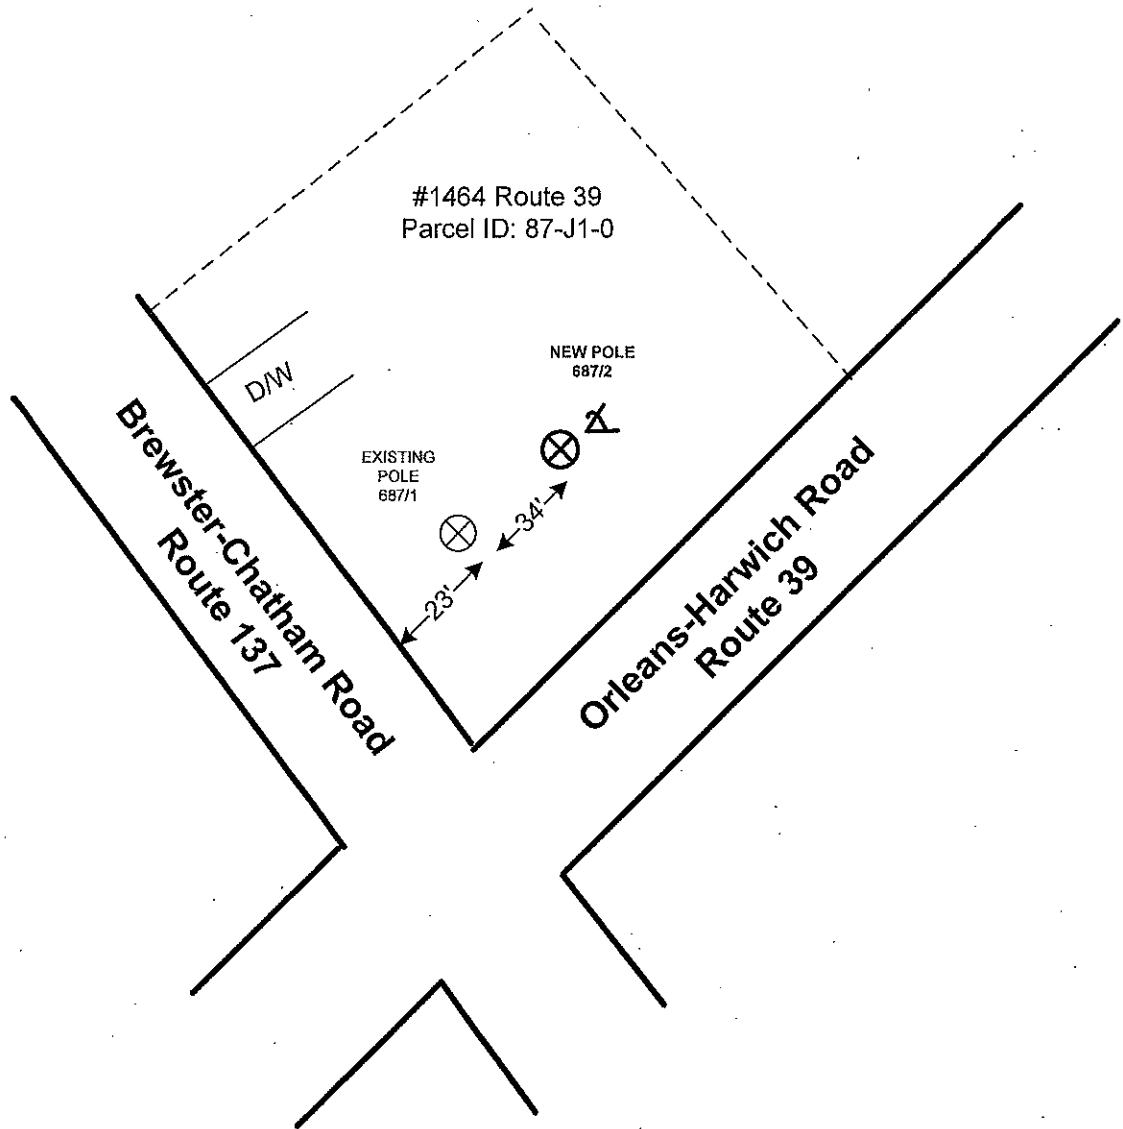 #1464 Route 39
Parcel ID: 87-J1-0
NEW POLE
687/2
D/W
EXISTING
POLE
687/1
34'
23'
Brewster-Chatham Road
Route 137
Orleans-Harwich Road
Route 39